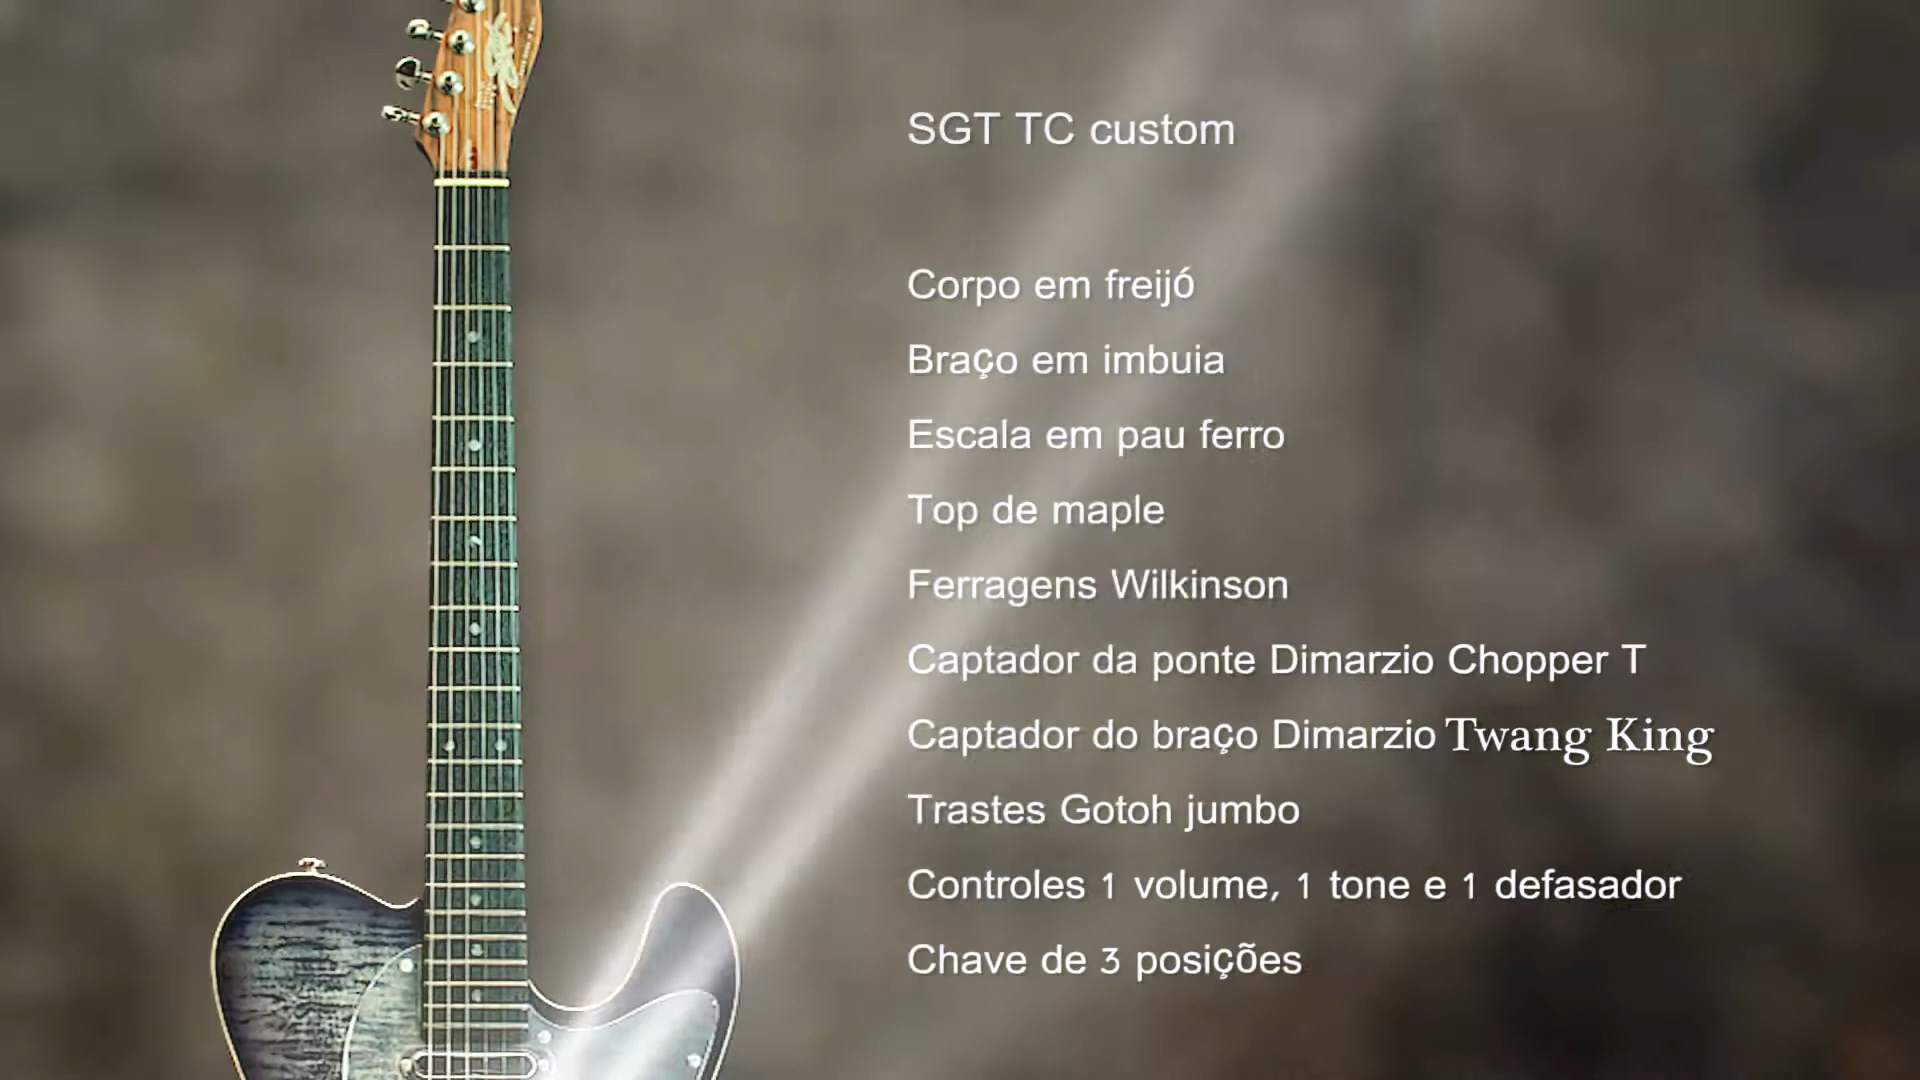 SGT TC custom
Corpo em freijó
Braço em imbuia
Escala em pau ferro
Top de maple
Ferragens Wilkinson
Captador da ponte Dimarzio Chopper T
Captador do braço Dimarzio Twang King
Trastes Gotoh jumbo
Controles 1 volume, 1 tone e 1 defasador
Chave de 3 posições